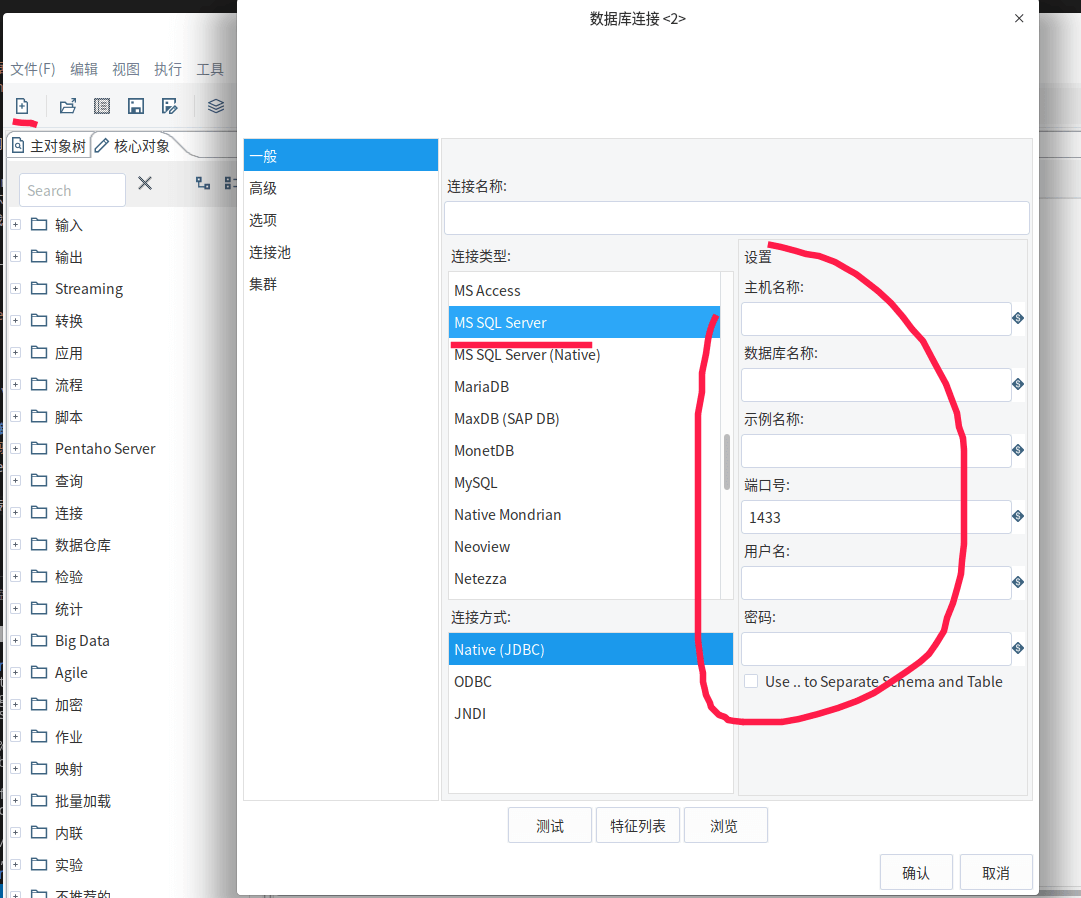 数据库连接 <2>
文件(F) 编辑 视图 执行 工具
主对象树 核心对象
Search
输入
输出
Streaming
转换
应用
流程
脚本
Pentaho Server
查询
连接
数据仓库
检验
统计
Big Data
Agile
加密
作业
映射
批量加载
内联
实验
不推荐的
一般
高级
选项
连接池
集群
连接名称:
连接类型:
MS Access
MS SQL Server
MS SQL Server (Native)
MariaDB
MaxDB (SAP DB)
MonetDB
MySQL
Native Mondrian
Neoview
Netezza
连接方式:
Native (JDBC)
ODBC
JNDI
设置
主机名称:
数据库名称:
示例名称:
端口号:
1433
用户名:
密码:
Use .. to Separate Schema and Table
测试 特征列表 浏览
确认 取消